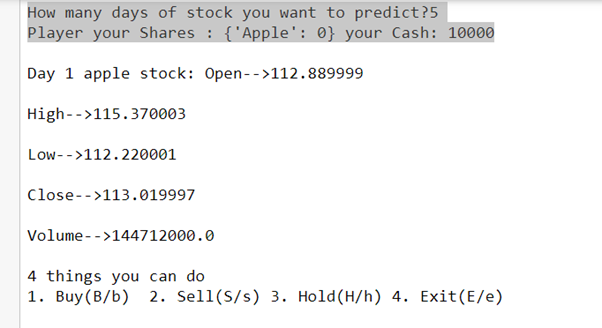 How many days of stock you want to predict?5
Player your Shares : {'Apple': 0} your Cash: 10000
Day 1 apple stock: Open-->112.889999
High-->115.370003
Low-->112.220001
Close-->113.019997
Volume-->144712000.0
4 things you can do
1. Buy(B/b)  2. Sell(S/s) 3. Hold(H/h) 4. Exit(E/e)